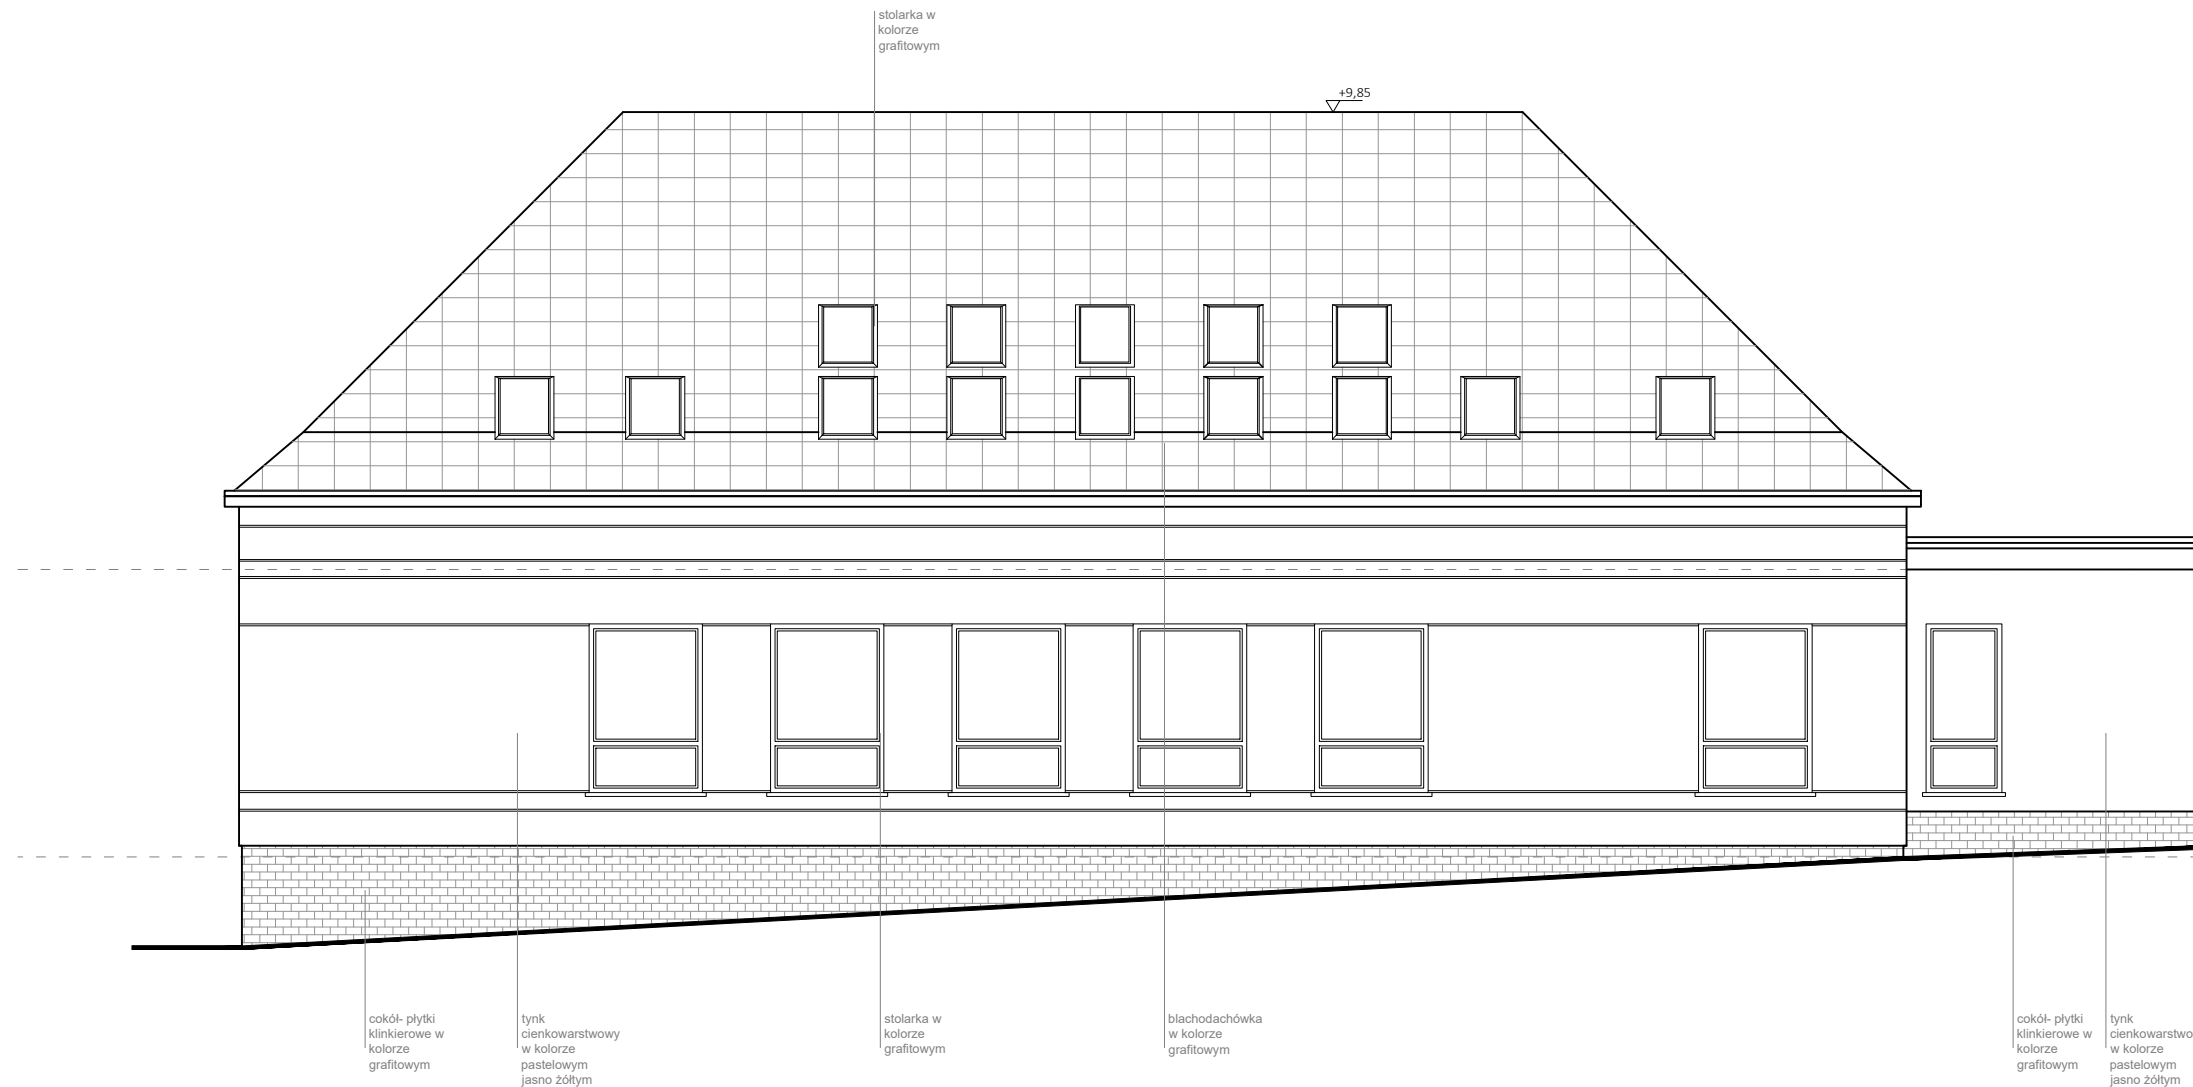 stolarka w
kolorze
grafitowym
+9,85
cokół- płytki
klinkierowe w
kolorze
grafitowym
tynk
cienkowarstwowy
w kolorze
pastelowym
jasno żółtym
stolarka w
kolorze
grafitowym
blachodachówka
w kolorze
grafitowym
cokół- płytki
klinkierowe w
kolorze
grafitowym
tynk
cienkowarstwo
w kolorze
pastelowym
jasno żółtym